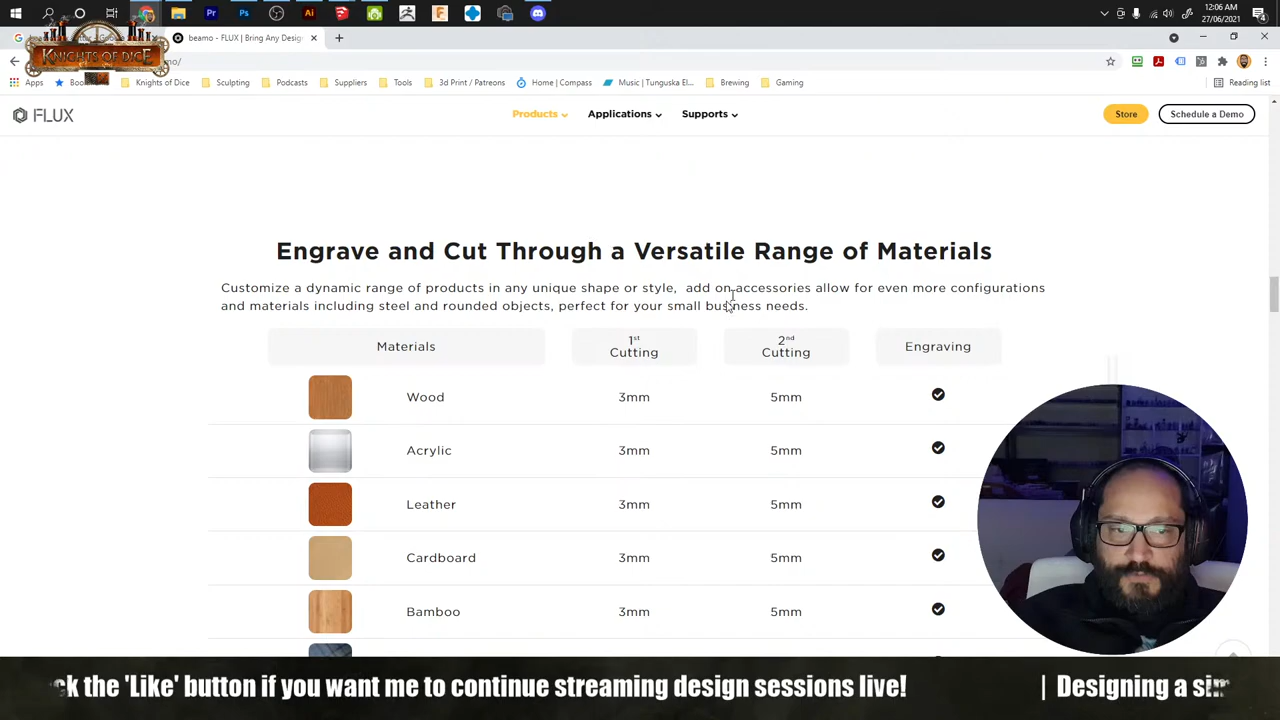 12:06 AM
27/06/2021
KNIGHTS OF DICE
beamo - FLUX | Bring Any Desig
Apps
Knights of Dice
Sculpting
Podcasts
Suppliers
Tools
3d Print / Patreons
Home | Compass
Music | Tunguska El...
Brewing
Gaming
Reading list
FLUX
Products
Applications
Supports
Store
Schedule a Demo
Engrave and Cut Through a Versatile Range of Materials
Customize a dynamic range of products in any unique shape or style, add on accessories allow for even more configurations
and materials including steel and rounded objects, perfect for your small business needs.
Materials
1st Cutting
2nd Cutting
Engraving
Wood 3mm 5mm
Acrylic 3mm 5mm
Leather 3mm 5mm
Cardboard 3mm 5mm
Bamboo 3mm 5mm
ck the 'Like' button if you want me to continue streaming design sessions live! | Designing a sim